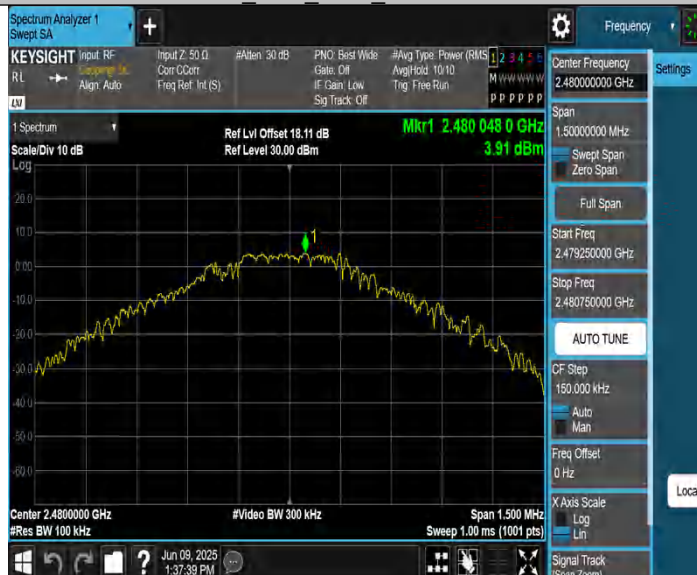 Spectrum Analyzer 1
Swept SA
Frequency
KEYSIGHT
RL
LXI
Input: RF
Align: Auto
Input Z: 50 Ω
Corr CCorr
Freq Ref: Int (S)
#Atten: 30 dB
PNO: Best Wide
Gate: Off
IF Gain: Low
Sig Track: Off
#Avg Type: Power (RMS)
Avg|Hold: 10/10
Trig: Free Run
1 2 3 4 5 6
M W W W W W
P P P P P P
1 Spectrum
Scale/Div 10 dB
Log
Ref Lvl Offset 18.11 dB
Ref Level 30.00 dBm
Mkr1 2.480 048 0 GHz
3.91 dBm
20.0
10.0
0.00
-10.0
-20.0
-30.0
-40.0
-50.0
-60.0
1
Center 2.4800000 GHz
#Res BW 100 kHz
#Video BW 300 kHz
Span 1.500 MHz
Sweep 1.00 ms (1001 pts)
Center Frequency
2.480000000 GHz
Settings
Span
1.50000000 MHz
Swept Span
Zero Span
Full Span
Start Freq
2.479250000 GHz
Stop Freq
2.480750000 GHz
AUTO TUNE
CF Step
150.000 kHz
Auto
Man
Freq Offset
0 Hz
X Axis Scale
Log
Lin
Local
Signal Track
(Span Zoom)
?
Jun 09, 2025
1:37:39 PM